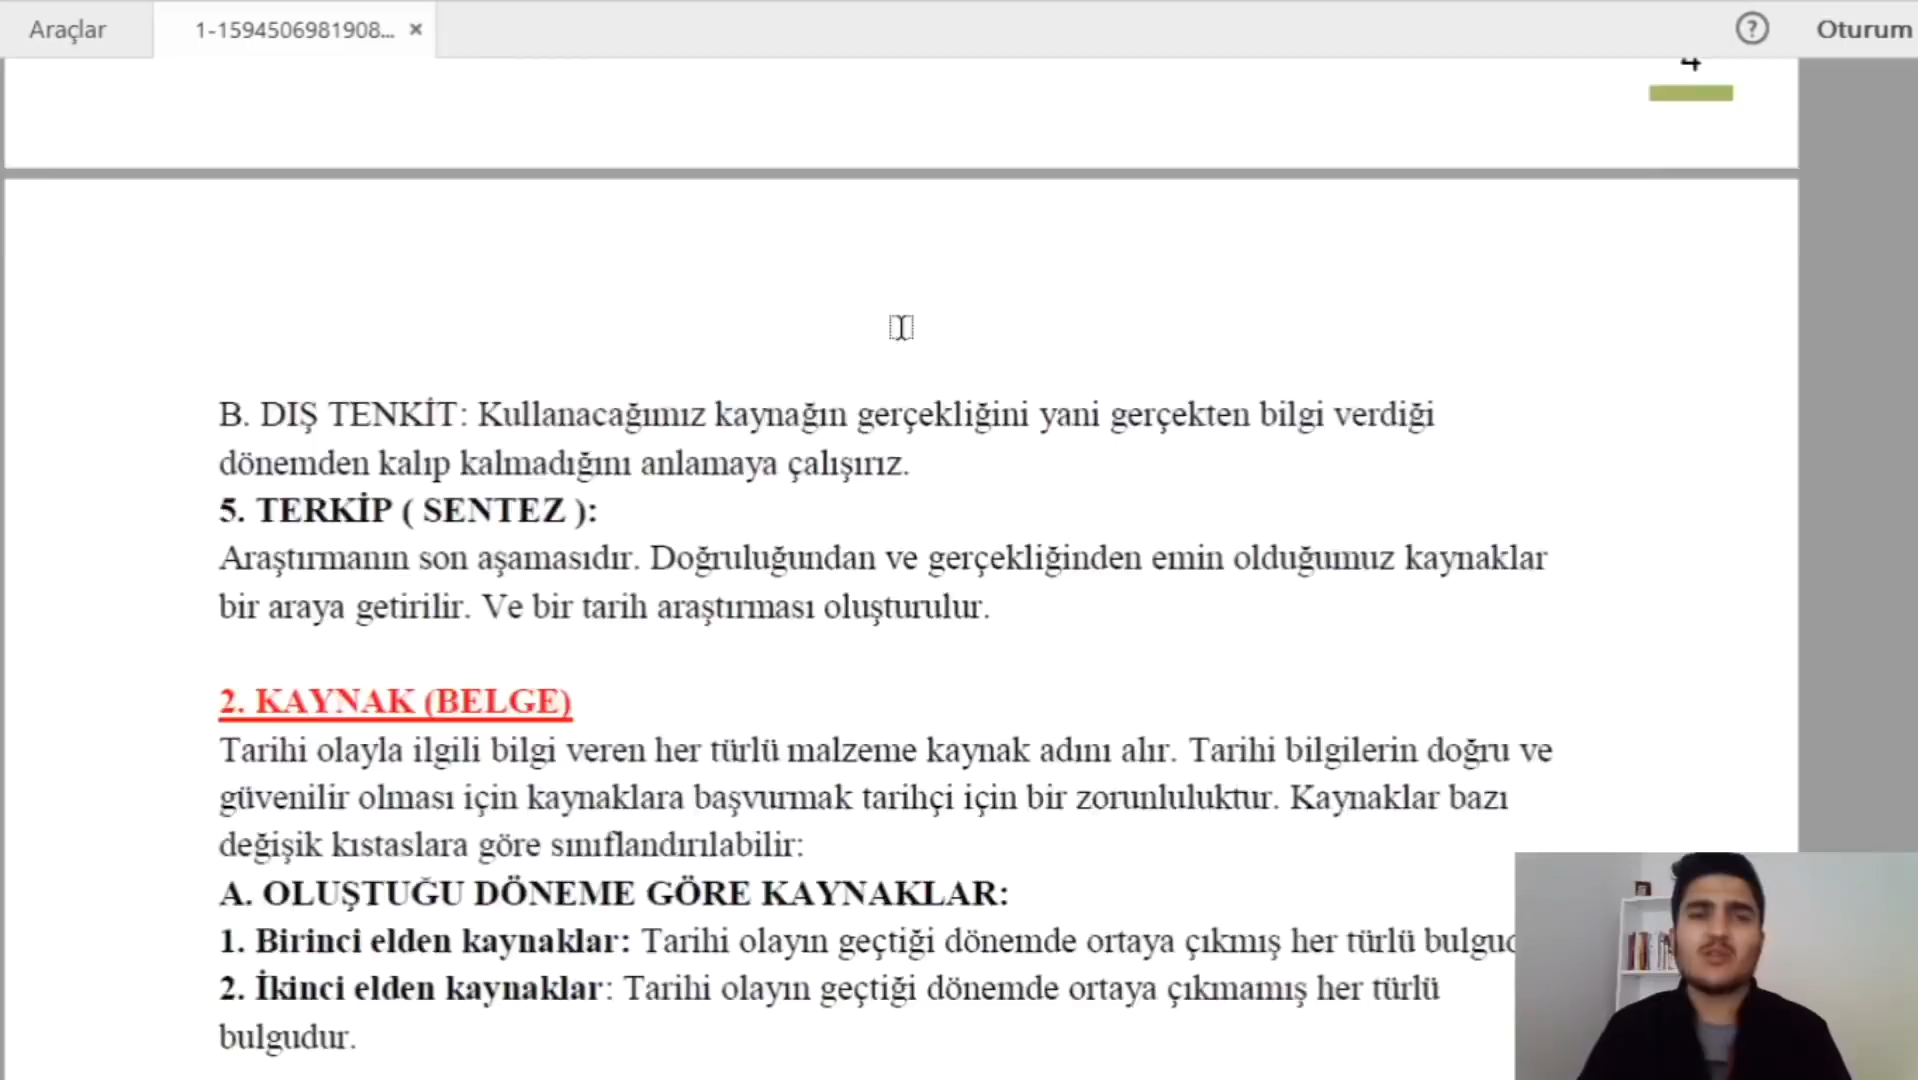 Araçlar
1-1594506981908... ×
?
Oturum
4
B. DIŞ TENKİT: Kullanacağımız kaynağın gerçekliğini yani gerçekten bilgi verdiği
dönemden kalıp kalmadığını anlamaya çalışırız.
5. TERKİP ( SENTEZ ):
Araştırmanın son aşamasıdır. Doğruluğundan ve gerçekliğinden emin olduğumuz kaynaklar
bir araya getirilir. Ve bir tarih araştırması oluşturulur.
2. KAYNAK (BELGE)
Tarihi olayla ilgili bilgi veren her türlü malzeme kaynak adını alır. Tarihi bilgilerin doğru ve
güvenilir olması için kaynaklara başvurmak tarihçi için bir zorunluluktur. Kaynaklar bazı
değişik kıstaslara göre sınıflandırılabilir:
A. OLUŞTUĞU DÖNEME GÖRE KAYNAKLAR:
1. Birinci elden kaynaklar: Tarihi olayın geçtiği dönemde ortaya çıkmış her türlü
2. İkinci elden kaynaklar: Tarihi olayın geçtiği dönemde ortaya çıkmamış her türlü
bulgudur.